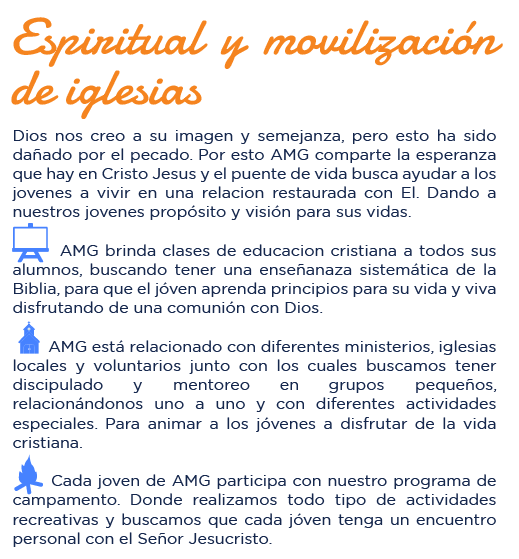 Espiritual y movilización
de iglesias
Dios nos creo a su imagen y semejanza, pero esto ha sido
dañado por el pecado. Por esto AMG comparte la esperanza
que hay en Cristo Jesus y el puente de vida busca ayudar a los
jovenes a vivir en una relacion restaurada con El. Dando a
nuestros jovenes propósito y visión para sus vidas.
AMG brinda clases de educacion cristiana a todos sus
alumnos, buscando tener una enseñanaza sistemática de la
Biblia, para que el jóven aprenda principios para su vida y viva
disfrutando de una comunión con Dios.
AMG está relacionado con diferentes ministerios, iglesias
locales y voluntarios junto con los cuales buscamos tener
discipulado y mentoreo en grupos pequeños,
relacionándonos uno a uno y con diferentes actividades
especiales. Para animar a los jóvenes a disfrutar de la vida
cristiana.
Cada joven de AMG participa con nuestro programa de
campamento. Donde realizamos todo tipo de actividades
recreativas y buscamos que cada jóven tenga un encuentro
personal con el Señor Jesucristo.